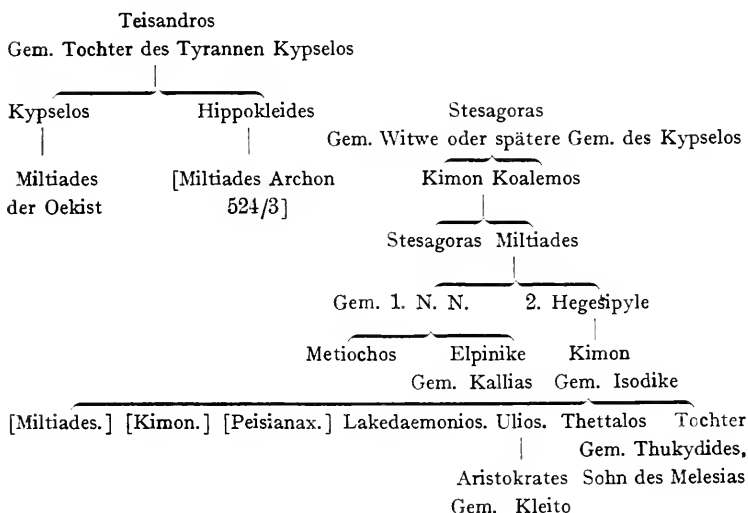 Teisandros
Gem. Tochter des Tyrannen Kypselos
Kypselos Hippokleides Stesagoras
Gem. Witwe oder spätere Gem. des Kypselos
Miltiades [Miltiades Archon Kimon Koalemos
der Oekist 524/3]
Stesagoras Miltiades
Gem. 1. N. N. 2. Hegesipyle
Metiochos Elpinike Kimon
Gem. Kallias Gem. Isodike
[Miltiades.] [Kimon.] [Peisianax.] Lakedaemonios. Ulios. Thettalos Tochter
Gem. Thukydides,
Aristokrates Sohn des Melesias
Gem. Kleito